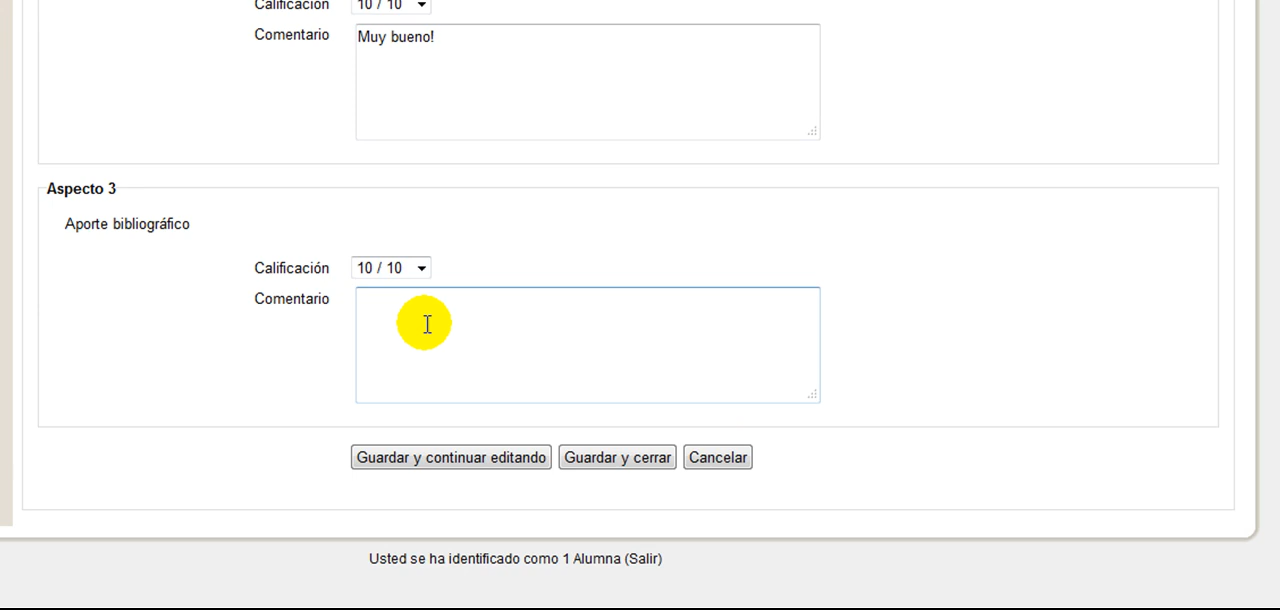 Calificación 10 / 10
Comentario Muy bueno!
Aspecto 3
Aporte bibliográfico
Calificación 10 / 10
Comentario
Guardar y continuar editando Guardar y cerrar Cancelar
Usted se ha identificado como 1 Alumna (Salir)